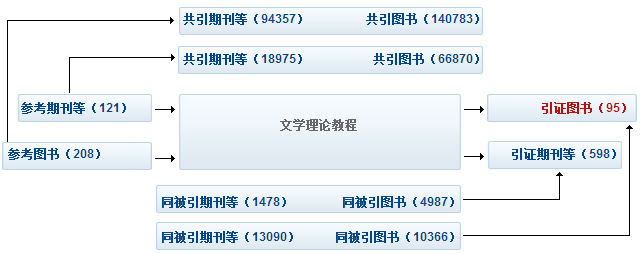 共引期刊等（94357） 共引图书（140783）
共引期刊等（18975） 共引图书（66870）
参考期刊等（121）
文学理论教程
引证图书（95）
参考图书（208）
引证期刊等（598）
同被引期刊等（1478） 同被引图书（4987）
同被引期刊等（13090） 同被引图书（10366）